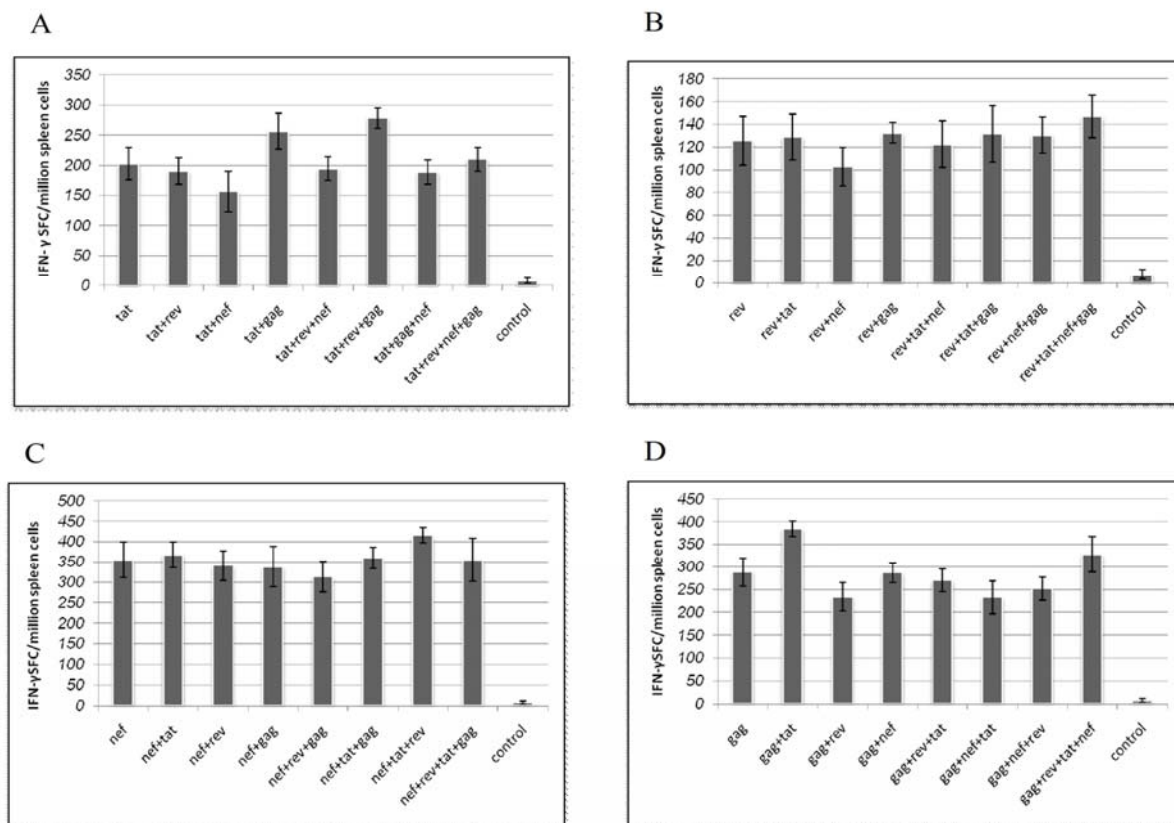 A
IFN- γ SFC/million spleen cells
350
300
250
200
150
100
50
0
tat
tat+rev
tat+nef
tat+gag
tat+rev+nef
tat+rev+gag
tat+gag+nef
tat+rev+nef+gag
control
B
IFN-γ SFC/million spleen cells
180
160
140
120
100
80
60
40
20
0
rev
rev+tat
rev+nef
rev+gag
rev+tat+nef
rev+tat+gag
rev+nef+gag
rev+tat+nef+gag
control
C
IFN-γSFC/million spleen cells
500
450
400
350
300
250
200
150
100
50
0
nef
nef+tat
nef+rev
nef+gag
nef+rev+gag
nef+tat+gag
nef+tat+rev
nef+rev+tat+gag
control
D
IFN-γSFC/million spleen cells
450
400
350
300
250
200
150
100
50
0
gag
gag+tat
gag+rev
gag+nef
gag+rev+tat
gag+nef+tat
gag+nef+rev
gag+rev+tat+nef
control